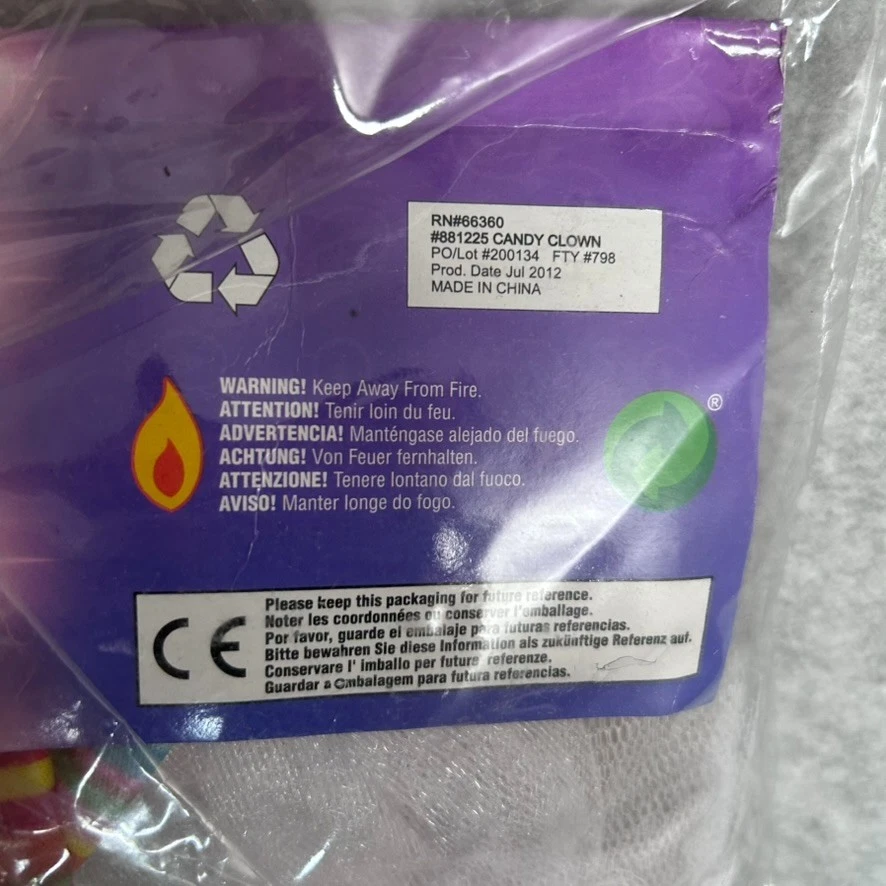 RN#66360
#881225 CANDY CLOWN
PO/Lot #200134 FTY #798
Prod. Date Jul 2012
MADE IN CHINA
WARNING! Keep Away From Fire.
ATTENTION! Tenir loin du feu.
ADVERTENCIA! Manténgase alejado del fuego.
ACHTUNG! Von Feuer fernhalten.
ATTENZIONE! Tenere lontano dal fuoco.
AVISO! Manter longe do fogo.
®
CE
Please keep this packaging for future reference.
Noter les coordonnées ou conserver l'emballage.
Por favor, guarde el embalaje para futuras referencias.
Bitte bewahren Sie diese Information als zukünftige Referenz auf.
Conservare l' imballo per future referenze.
Guardar a embalagem para futura referencias.